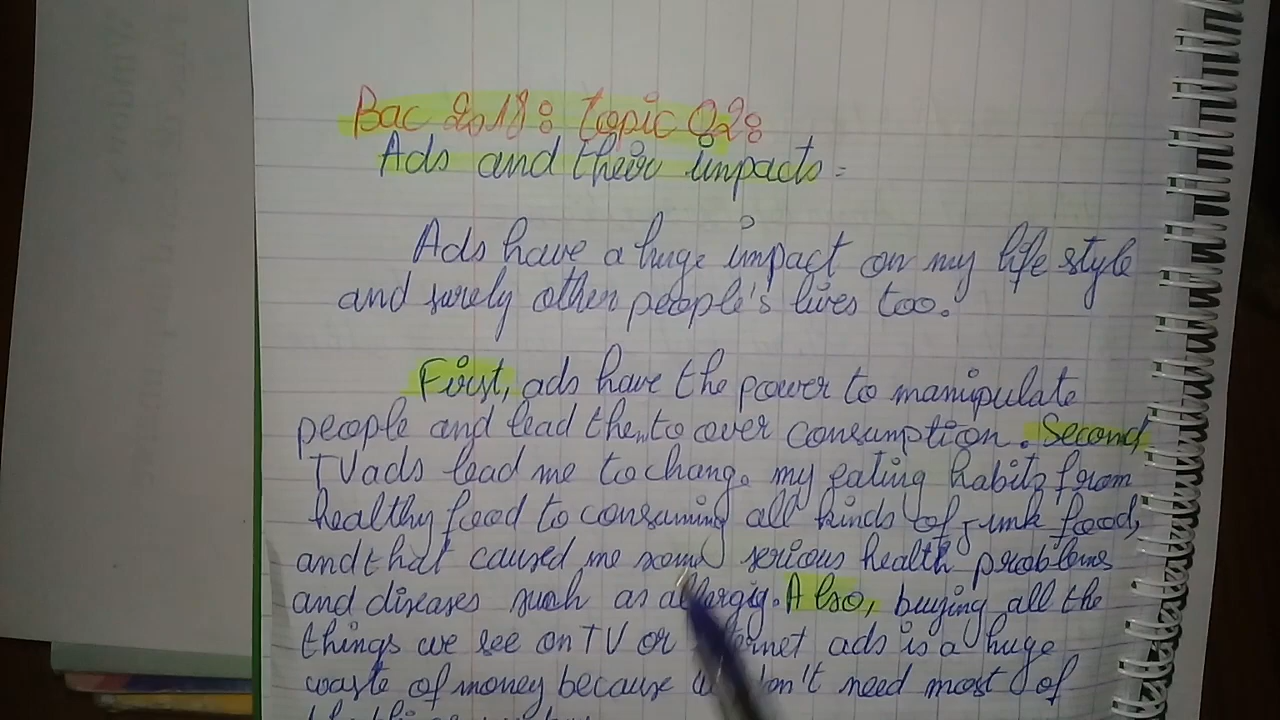 Bac 2018: topic 02:
Ads and their impacts:
Ads have a huge impact on my life style
and surely other people's lives too.
First, ads have the power to manipulate
people and lead them to over consumption. Second
TV ads lead me to change my eating habits from
healthy food to consuming all kinds of junk food,
and that caused me some serious health problems
and diseases such as allergig. Also, buying all the
things we see on TV or ads is a huge
waste of money because don't need most of